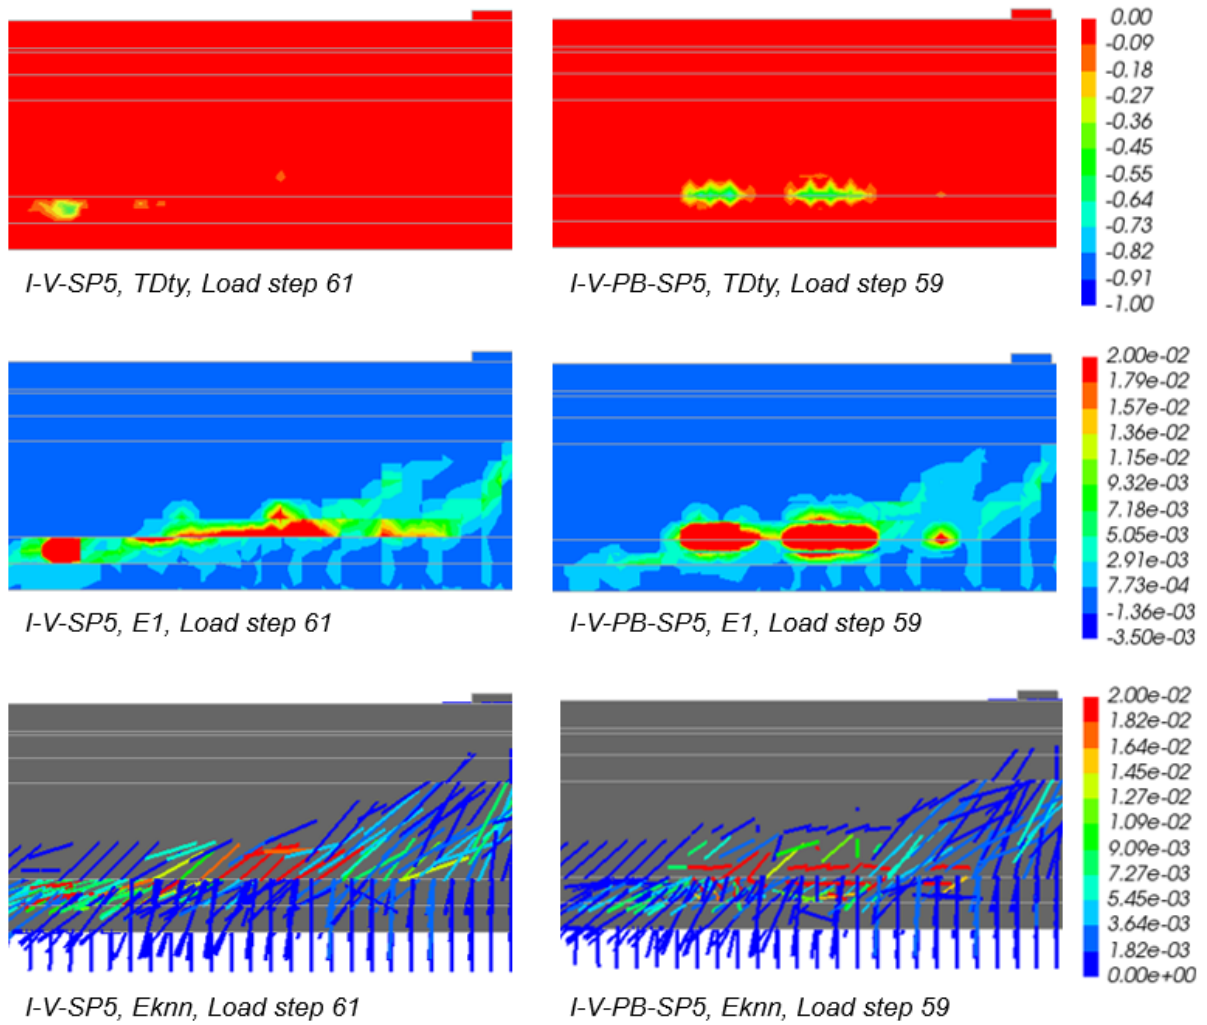 0.00
-0.09
-0.18
-0.27
-0.36
-0.45
-0.55
-0.64
-0.73
-0.82
-0.91
-1.00
I-V-SP5, TDty, Load step 61
I-V-PB-SP5, TDty, Load step 59
2.00e-02
1.79e-02
1.57e-02
1.36e-02
1.15e-02
9.32e-03
7.18e-03
5.05e-03
2.91e-03
7.73e-04
-1.36e-03
-3.50e-03
I-V-SP5, E1, Load step 61
I-V-PB-SP5, E1, Load step 59
2.00e-02
1.82e-02
1.64e-02
1.45e-02
1.27e-02
1.09e-02
9.09e-03
7.27e-03
5.45e-03
3.64e-03
1.82e-03
0.00e+00
I-V-SP5, Eknn, Load step 61
I-V-PB-SP5, Eknn, Load step 59